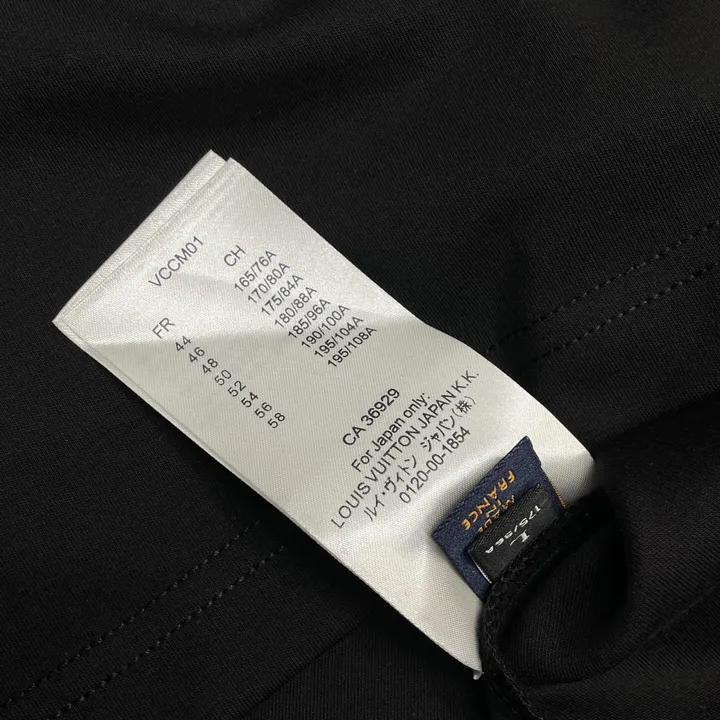 VCCM01
FR CH
44 165/76A
46 170/80A
48 175/84A
50 180/88A
52 185/96A
54 190/100A
56 195/104A
58 195/108A
CA 36929
For Japan only:
LOUIS VUITTON JAPAN K.K.
ルイ・ヴィトン ジャパン(株)
0120-00-1854
MADE
FRANCE
L